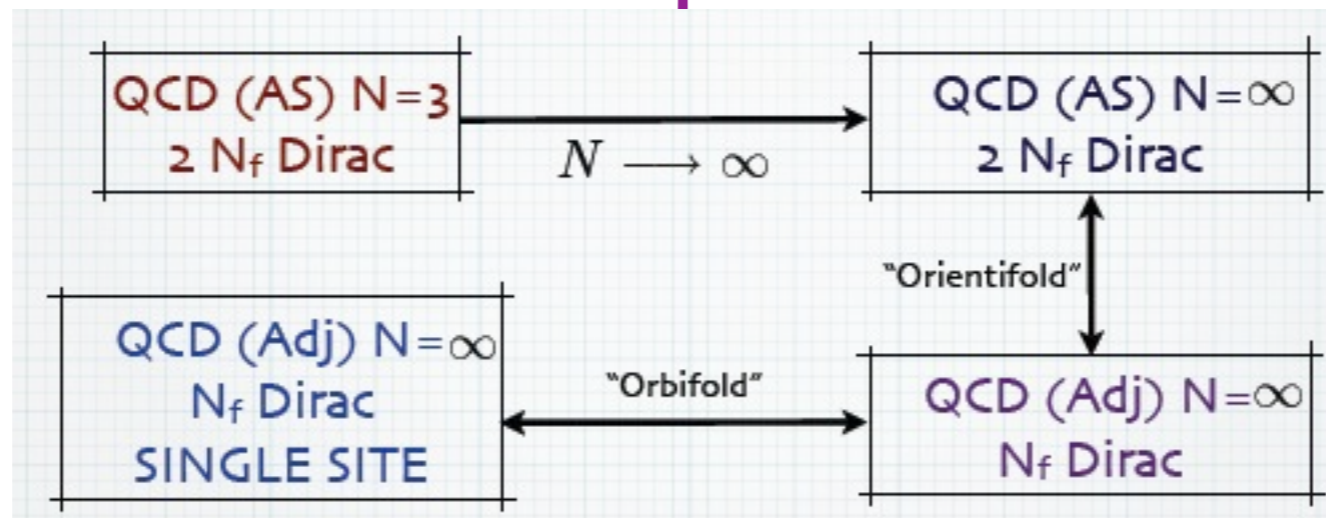 QCD (AS) N=3
2 Nf Dirac
N ⟶ ∞
QCD (AS) N=∞
2 Nf Dirac
"Orientifold"
QCD (Adj) N=∞
Nf Dirac
SINGLE SITE
"Orbifold"
QCD (Adj) N=∞
Nf Dirac